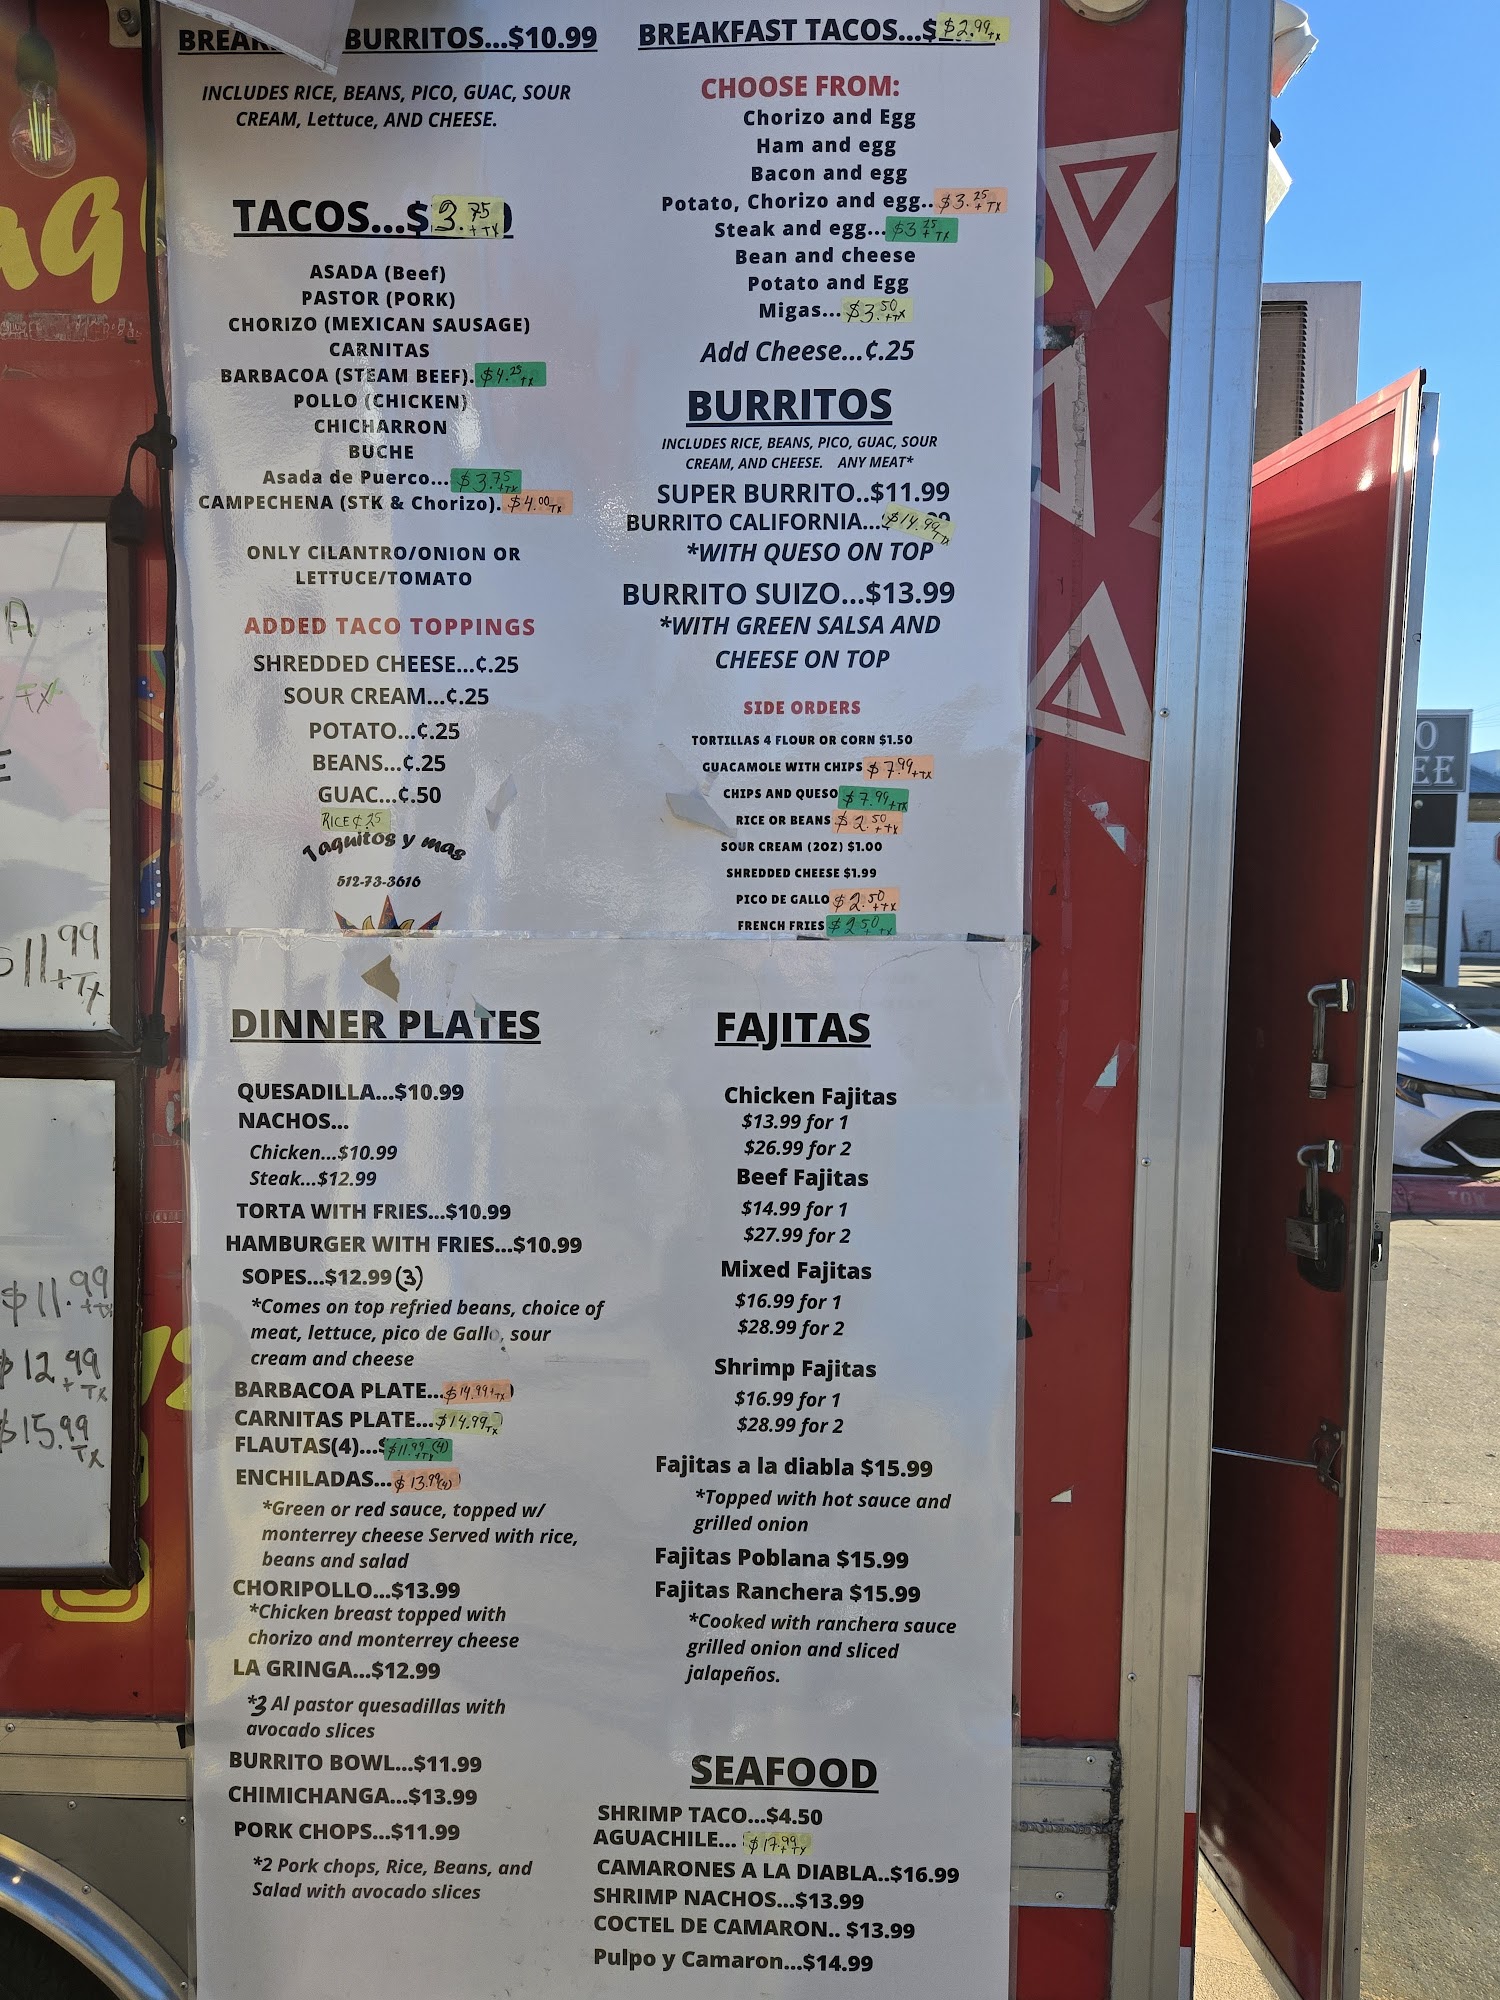 BREAK BURRITOS...$10.99
INCLUDES RICE, BEANS, PICO, GUAC, SOUR
CREAM, Lettuce, AND CHEESE.
TACOS...$3.75 +TX
ASADA (Beef)
PASTOR (PORK)
CHORIZO (MEXICAN SAUSAGE)
CARNITAS
BARBACOA (STEAM BEEF). $4.25 TX
POLLO (CHICKEN)
CHICHARRON
BUCHE
Asada de Puerco... $3.75 +TX
CAMPECHENA (STK & Chorizo). $4.00 TX
ONLY CILANTRO/ONION OR
LETTUCE/TOMATO
ADDED TACO TOPPINGS
SHREDDED CHEESE...¢.25
SOUR CREAM...¢.25
POTATO...¢.25
BEANS...¢.25
GUAC...¢.50
RICE ¢.25
Taquitos y mas
512-73-3616
BREAKFAST TACOS...$ $2.99 TX
CHOOSE FROM:
Chorizo and Egg
Ham and egg
Bacon and egg
Potato, Chorizo and egg.. $3.25 +TX
Steak and egg... $3.25 +TX
Bean and cheese
Potato and Egg
Migas... $3.50 +TX
Add Cheese...¢.25
BURRITOS
INCLUDES RICE, BEANS, PICO, GUAC, SOUR
CREAM, AND CHEESE. ANY MEAT*
SUPER BURRITO..$11.99
BURRITO CALIFORNIA... $14.99 TX
*WITH QUESO ON TOP
BURRITO SUIZO...$13.99
*WITH GREEN SALSA AND
CHEESE ON TOP
SIDE ORDERS
TORTILLAS 4 FLOUR OR CORN $1.50
GUACAMOLE WITH CHIPS $7.99 +TX
CHIPS AND QUESO $7.99 +TX
RICE OR BEANS $2.50 +TX
SOUR CREAM (2OZ) $1.00
SHREDDED CHEESE $1.99
PICO DE GALLO $2.50 +TX
FRENCH FRIES $2.50 +TX
DINNER PLATES
QUESADILLA...$10.99
NACHOS...
Chicken...$10.99
Steak...$12.99
TORTA WITH FRIES...$10.99
HAMBURGER WITH FRIES...$10.99
SOPES...$12.99 (3)
*Comes on top refried beans, choice of
meat, lettuce, pico de Gallo, sour
cream and cheese
BARBACOA PLATE... $14.99 +TX
CARNITAS PLATE... $14.99 TX
FLAUTAS(4)...$ $11.99 (4) +TX
ENCHILADAS... $13.99 (4)
*Green or red sauce, topped w/
monterrey cheese Served with rice,
beans and salad
CHORIPOLLO...$13.99
*Chicken breast topped with
chorizo and monterrey cheese
LA GRINGA...$12.99
*3 Al pastor quesadillas with
avocado slices
BURRITO BOWL...$11.99
CHIMICHANGA...$13.99
PORK CHOPS...$11.99
*2 Pork chops, Rice, Beans, and
Salad with avocado slices
FAJITAS
Chicken Fajitas
$13.99 for 1
$26.99 for 2
Beef Fajitas
$14.99 for 1
$27.99 for 2
Mixed Fajitas
$16.99 for 1
$28.99 for 2
Shrimp Fajitas
$16.99 for 1
$28.99 for 2
Fajitas a la diabla $15.99
*Topped with hot sauce and
grilled onion
Fajitas Poblana $15.99
Fajitas Ranchera $15.99
*Cooked with ranchera sauce
grilled onion and sliced
jalapeños.
SEAFOOD
SHRIMP TACO...$4.50
AGUACHILE... $17.99 +TX
CAMARONES A LA DIABLA..$16.99
SHRIMP NACHOS...$13.99
COCTEL DE CAMARON.. $13.99
Pulpo y Camaron...$14.99
A
TX
E
$11.99 +TX
$11.99 +TX
$12.99 +TX
$15.99 TX
O
EE
TOW